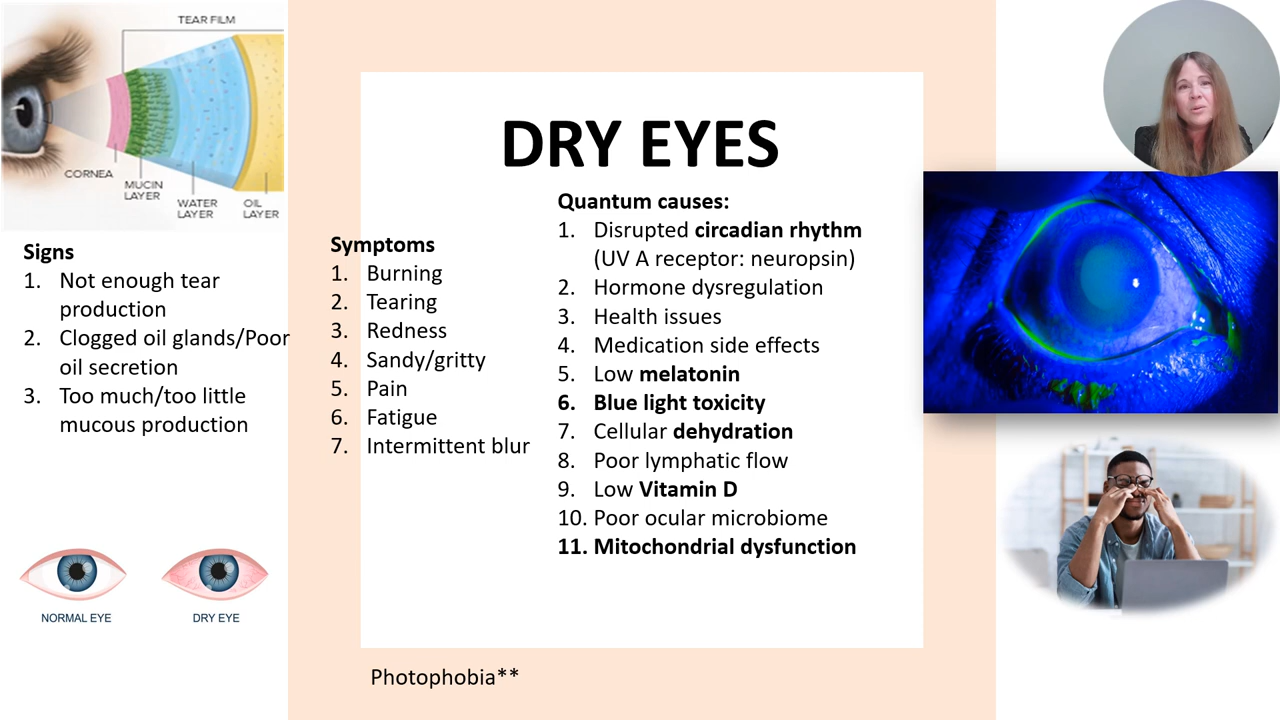 TEAR FILM
CORNEA
MUCIN
LAYER
WATER
LAYER
OIL
LAYER
DRY EYES
Signs
1. Not enough tear
production
2. Clogged oil glands/Poor
oil secretion
3. Too much/too little
mucous production
Symptoms
1. Burning
2. Tearing
3. Redness
4. Sandy/gritty
5. Pain
6. Fatigue
7. Intermittent blur
Quantum causes:
1. Disrupted circadian rhythm
(UV A receptor: neuropsin)
2. Hormone dysregulation
3. Health issues
4. Medication side effects
5. Low melatonin
6. Blue light toxicity
7. Cellular dehydration
8. Poor lymphatic flow
9. Low Vitamin D
10. Poor ocular microbiome
11. Mitochondrial dysfunction
NORMAL EYE
DRY EYE
Photophobia**